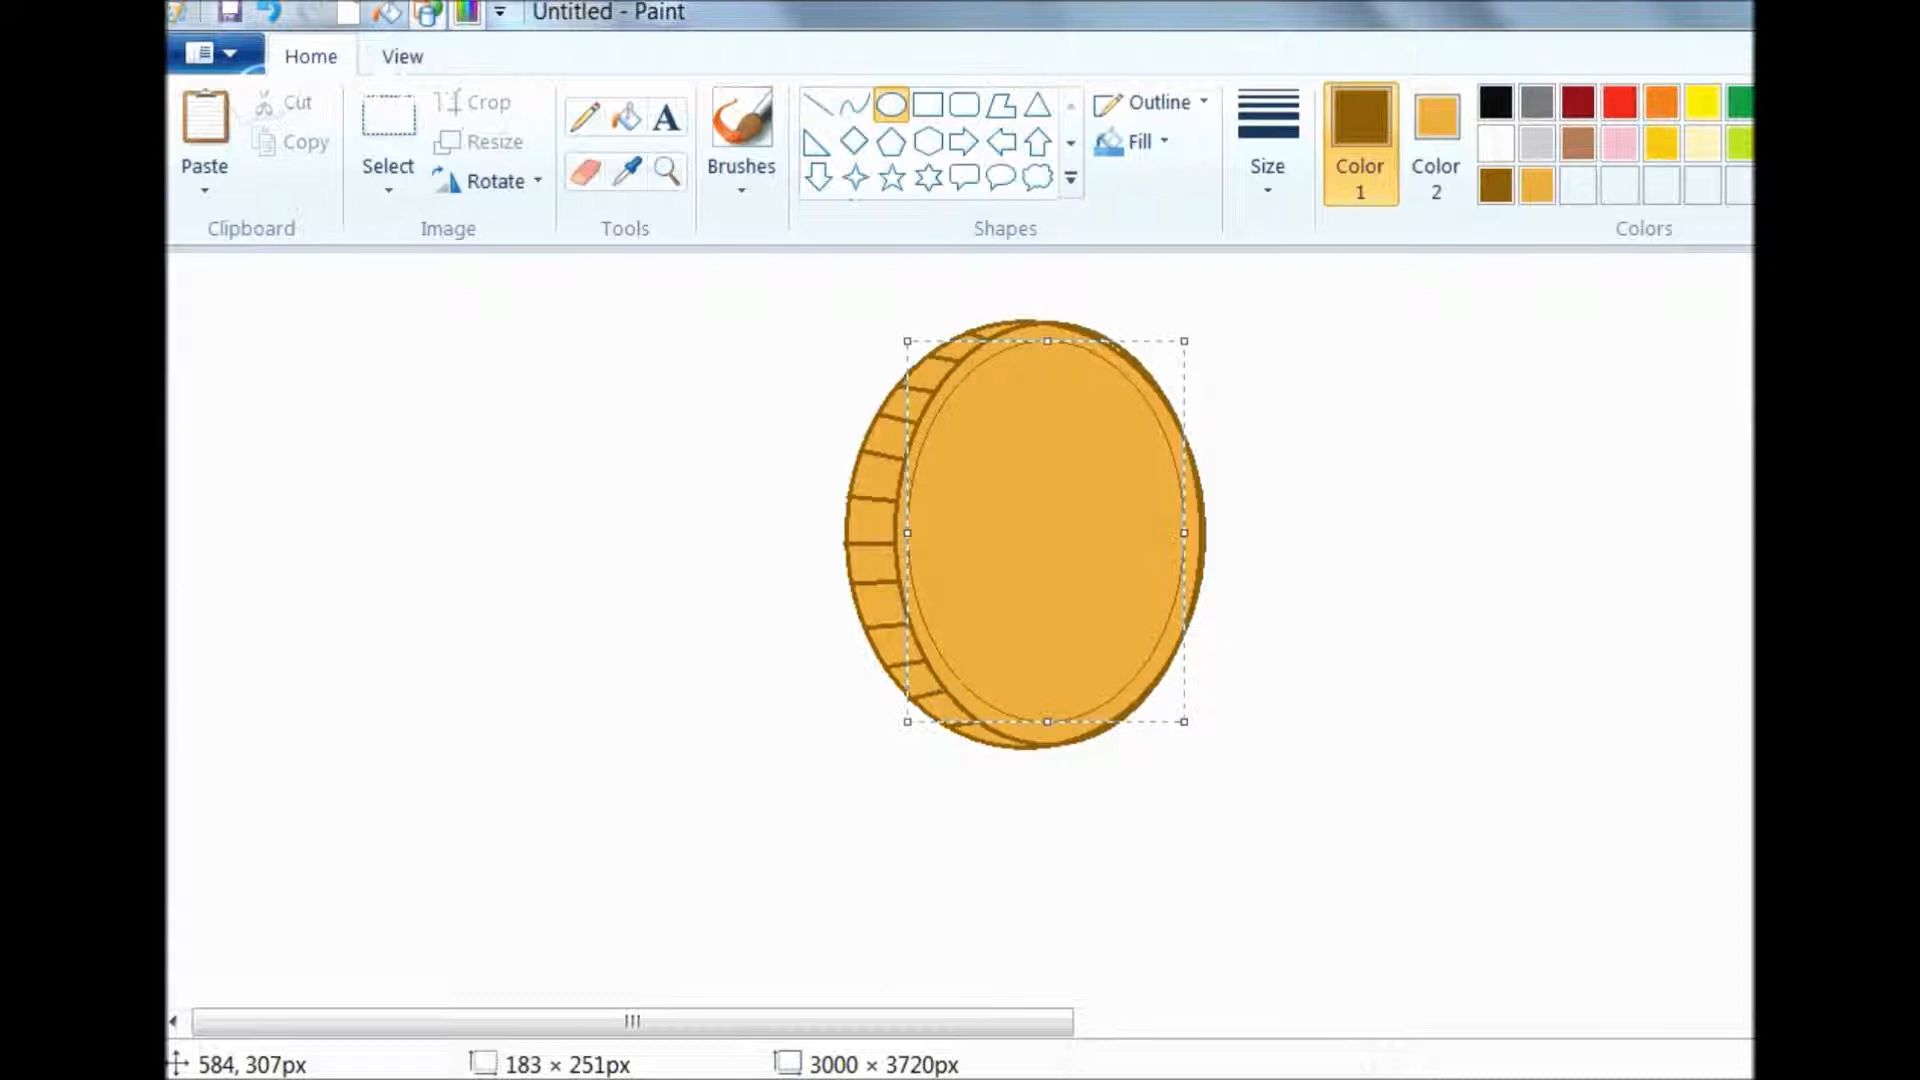 Untitled - Paint
Home View
Cut
Copy
Paste
Clipboard
Crop
Resize
Rotate
Select
Image
A
Tools
Brushes
Outline
Fill
Shapes
Size
Color
1
Color
2
Colors
584, 307px
183 × 251px
3000 × 3720px